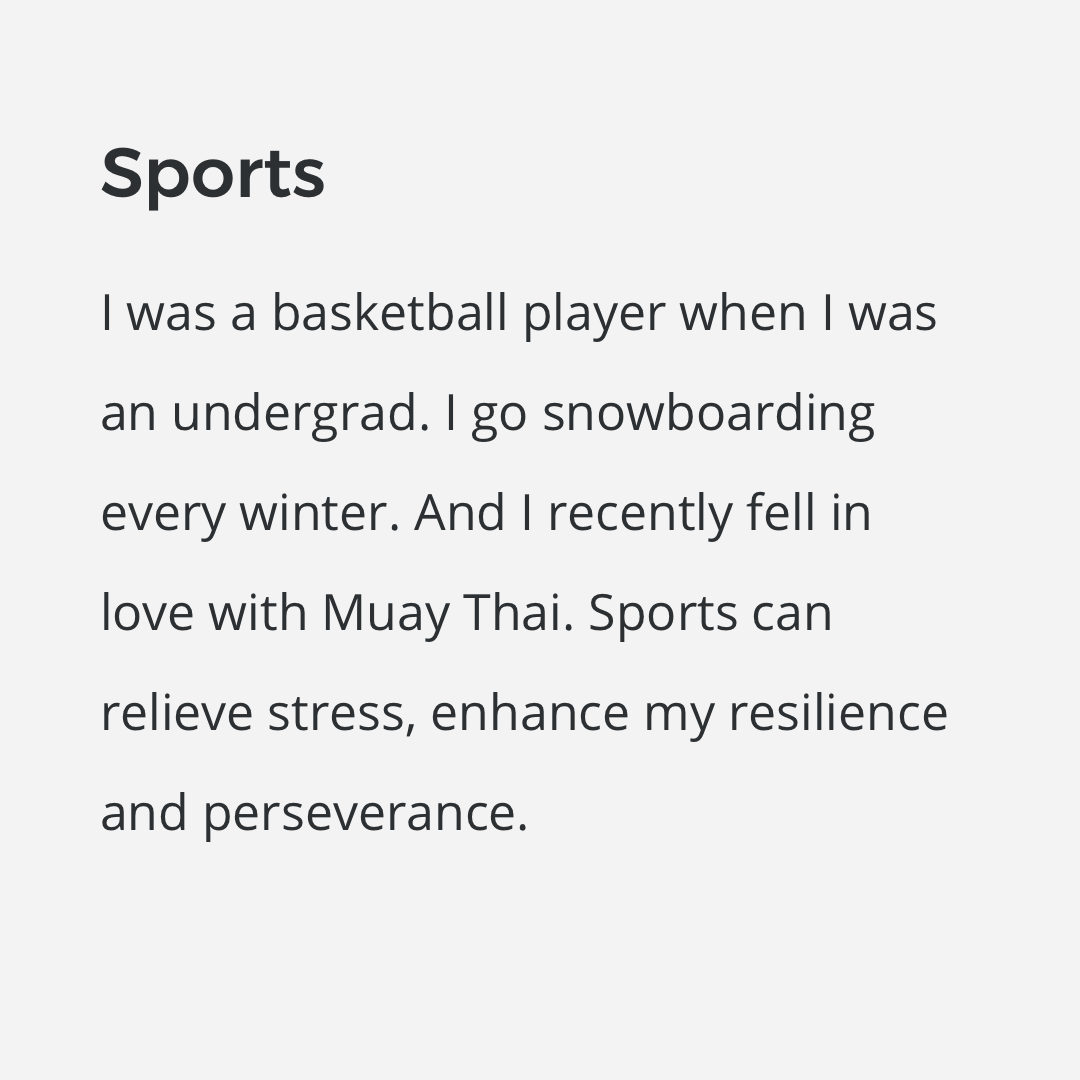 Sports
I was a basketball player when I was
an undergrad. I go snowboarding
every winter. And I recently fell in
love with Muay Thai. Sports can
relieve stress, enhance my resilience
and perseverance.